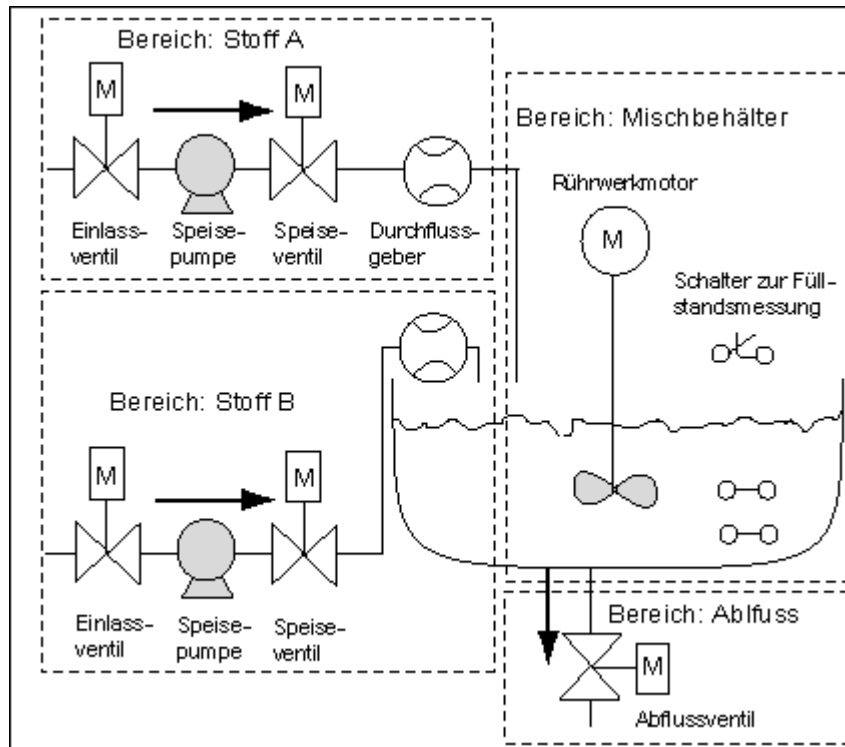 Bereich: Stoff A
M
M
Einlass-
ventil
Speise-
pumpe
Speise-
ventil
Durchfluss-
geber
Bereich: Mischbehälter
Rührwerkmotor
M
Schalter zur Füll-
standsmessung
Bereich: Stoff B
M
M
Einlass-
ventil
Speise-
pumpe
Speise-
ventil
Bereich: Ablfuss
M
Abflussventil